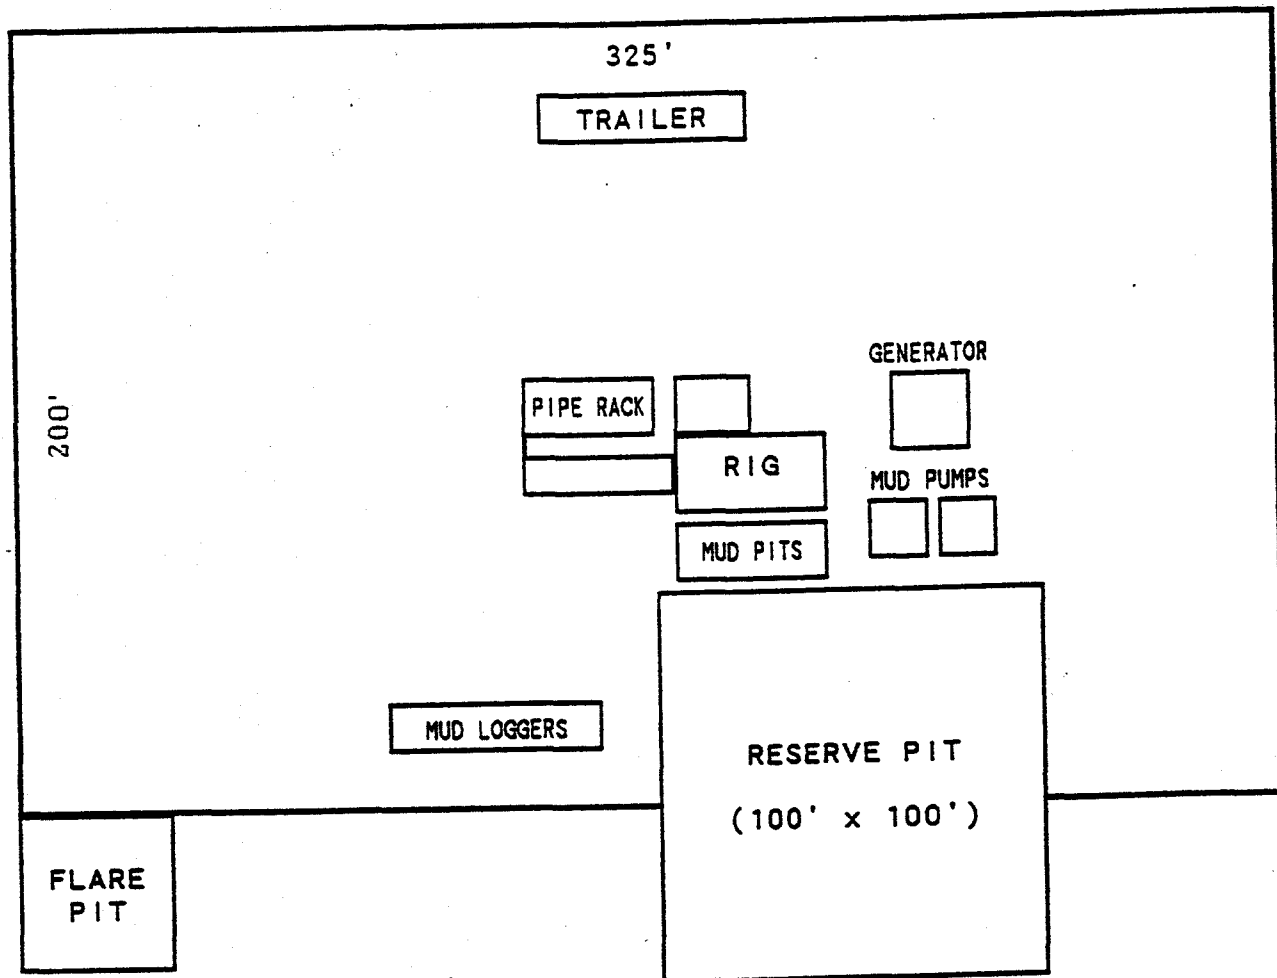 325'
TRAILER
200'
GENERATOR
PIPE RACK
RIG
MUD PUMPS
MUD PITS
MUD LOGGERS
RESERVE PIT
(100' x 100')
FLARE
PIT